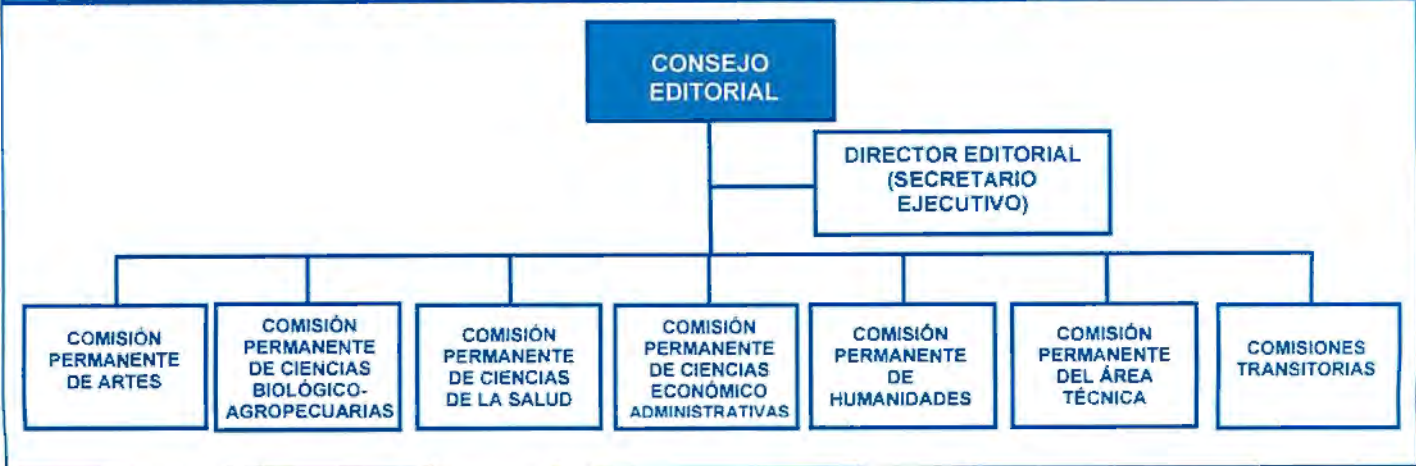 CONSEJO
EDITORIAL
DIRECTOR EDITORIAL
(SECRETARIO
EJECUTIVO)
COMISIÓN
PERMANENTE
DE ARTES
COMISIÓN
PERMANENTE
DE CIENCIAS
BIOLÓGICO-
AGROPECUARIAS
COMISIÓN
PERMANENTE
DE CIENCIAS
DE LA SALUD
COMISIÓN
PERMANENTE
DE CIENCIAS
ECONÓMICO
ADMINISTRATIVAS
COMISIÓN
PERMANENTE
DE
HUMANIDADES
COMISIÓN
PERMANENTE
DEL ÁREA
TÉCNICA
COMISIONES
TRANSITORIAS